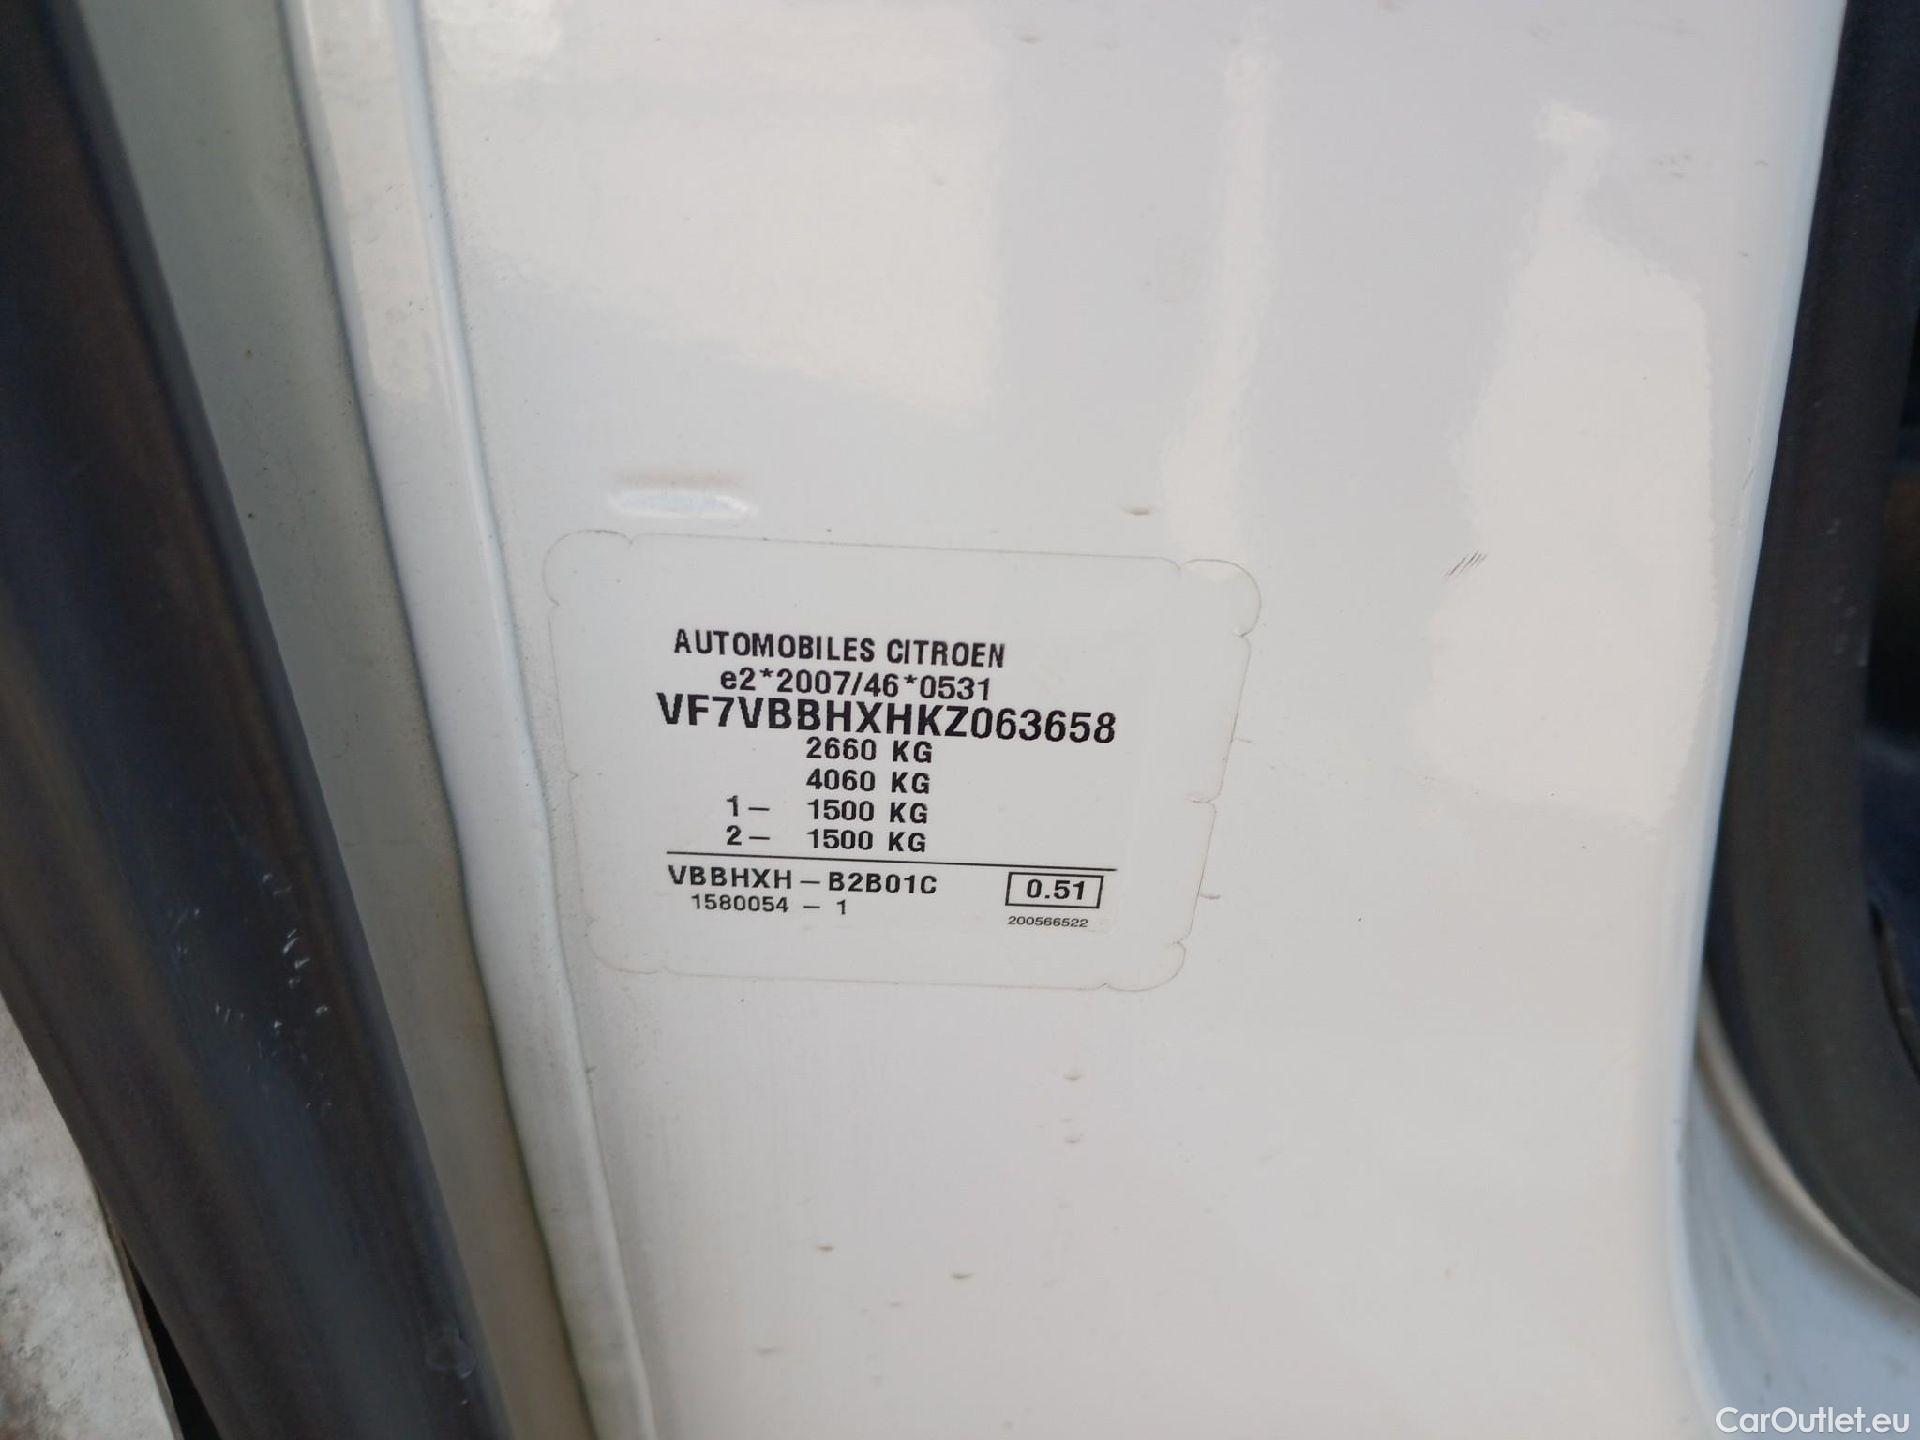 AUTOMOBILES CITROEN
e2*2007/46*0531
VF7VBBHXHKZ063658
2660 KG
4060 KG
1- 1500 KG
2- 1500 KG
VBBHXH-B2B01C
0.51
1580054 - 1
200566522
CarOutlet.eu